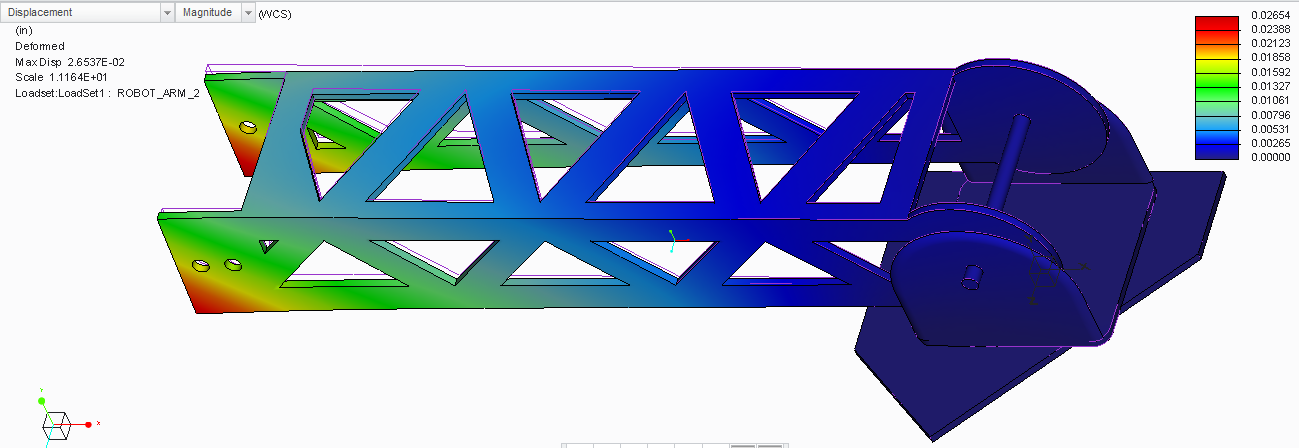 Displacement Magnitude (WCS)
(in)
Deformed
Max Disp 2.6537E-02
Scale 1.1164E+01
Loadset:LoadSet1 : ROBOT_ARM_2
0.02654
0.02388
0.02123
0.01858
0.01592
0.01327
0.01061
0.00796
0.00531
0.00265
0.00000
Y
X